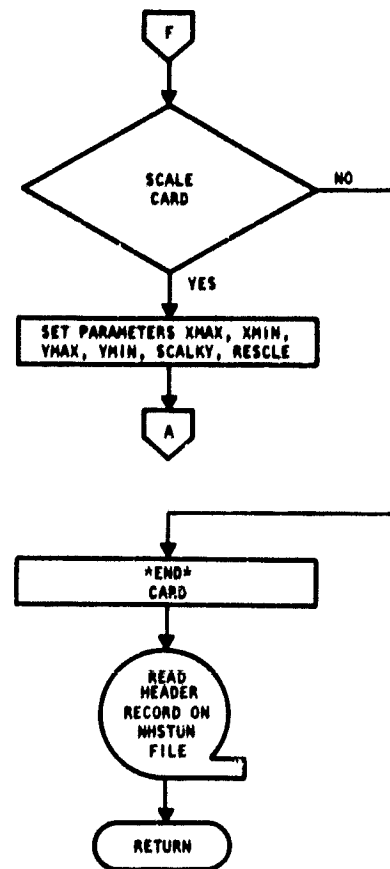 F
SCALE
CARD
NO
YES
SET PARAMETERS XMAX, XMIN,
YMAX, YMIN, SCALKY, RESCLE
A
*END*
CARD
READ
HEADER
RECORD ON
NHSTUN
FILE
RETURN